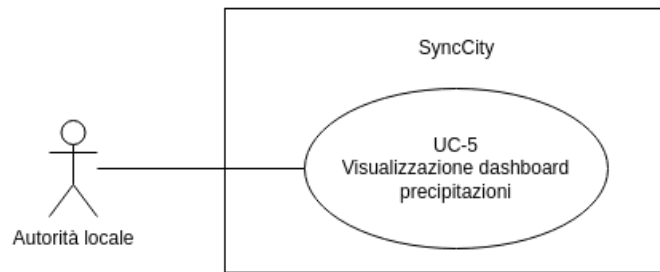 SyncCity
UC-5
Visualizzazione dashboard
precipitazioni
Autorità locale